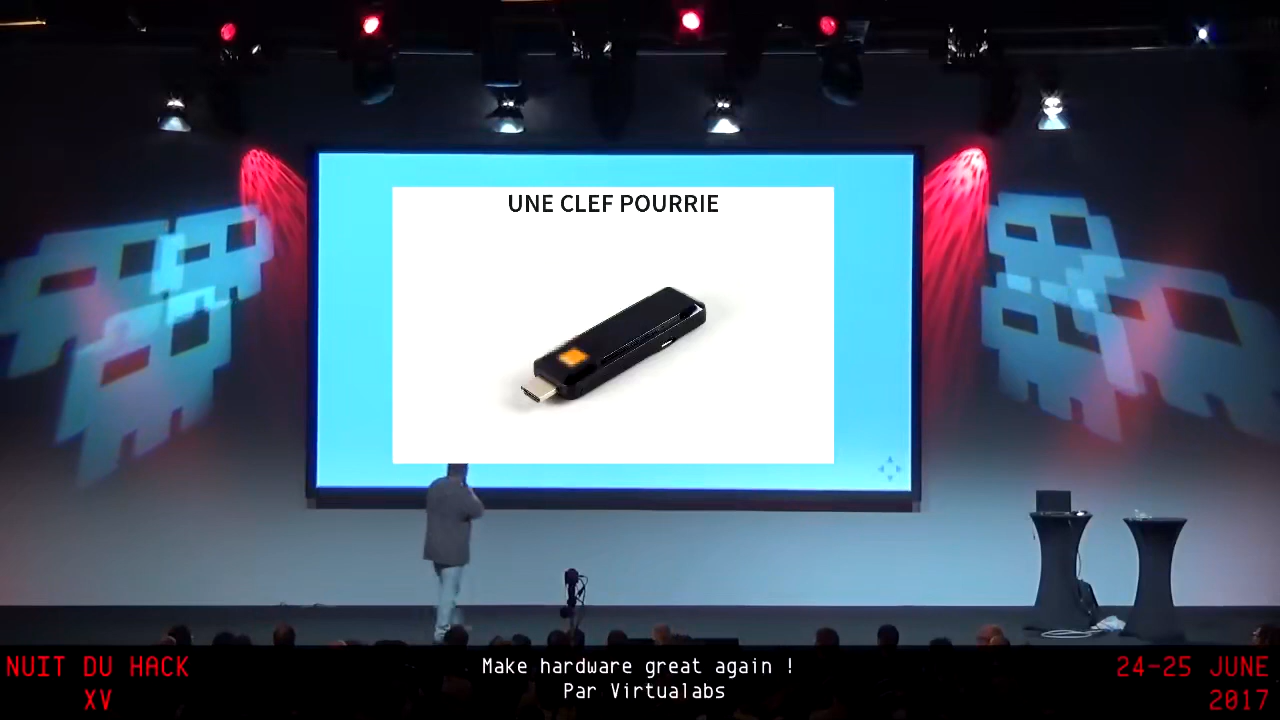 UNE CLEF POURRIE
NUIT DU HACK
XV
Make hardware great again !
Par Virtualabs
24-25 JUNE
2017